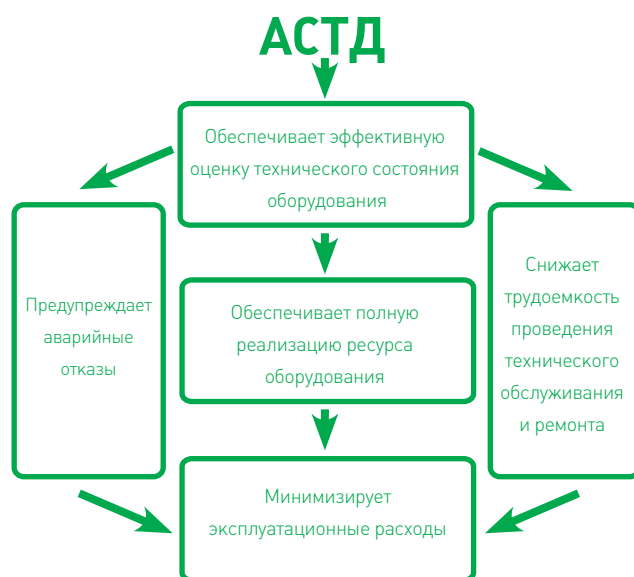 АСТД
Обеспечивает эффективную
оценку технического состояния
оборудования
Предупреждает
аварийные
отказы
Обеспечивает полную
реализацию ресурса
оборудования
Снижает
трудоемкость
проведения
технического
обслуживания
и ремонта
Минимизирует
эксплуатационные расходы